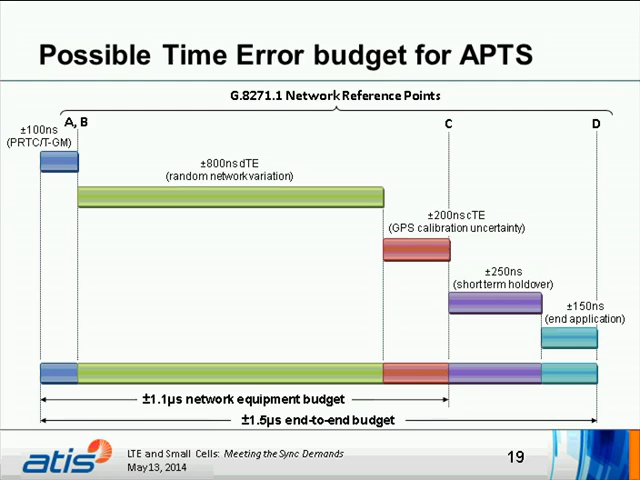 Possible Time Error budget for APTS
G.8271.1 Network Reference Points
A, B
C
D
±100ns
(PRTC/T-GM)
±800ns dTE
(random network variation)
±200ns cTE
(GPS calibration uncertainty)
±250ns
(short term holdover)
±150ns
(end application)
±1.1µs network equipment budget
±1.5µs end-to-end budget
atis
LTE and Small Cells: Meeting the Sync Demands
May 13, 2014
19